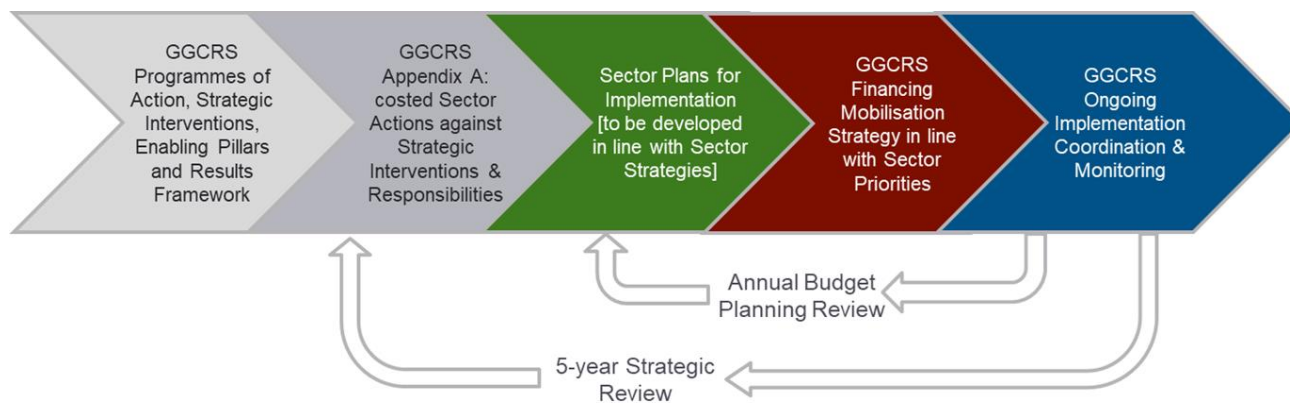 GGCRS
Programmes of
Action, Strategic
Interventions,
Enabling Pillars
and Results
Framework
GGCRS
Appendix A:
costed Sector
Actions against
Strategic
Interventions &
Responsibilities
Sector Plans for
Implementation
[to be developed
in line with Sector
Strategies]
GGCRS
Financing
Mobilisation
Strategy in line
with Sector
Priorities
GGCRS
Ongoing
Implementation
Coordination &
Monitoring
Annual Budget
Planning Review
5-year Strategic
Review